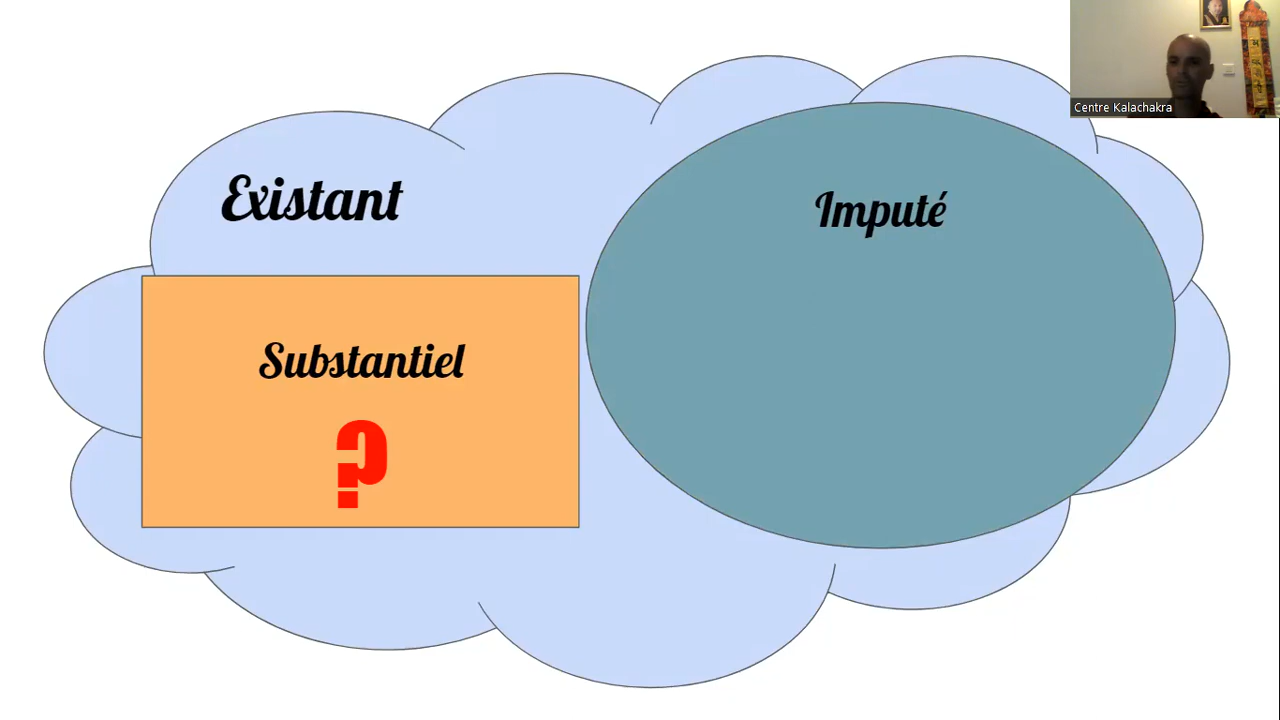 Existant
Imputé
Substantiel
?
Centre Kalachakra